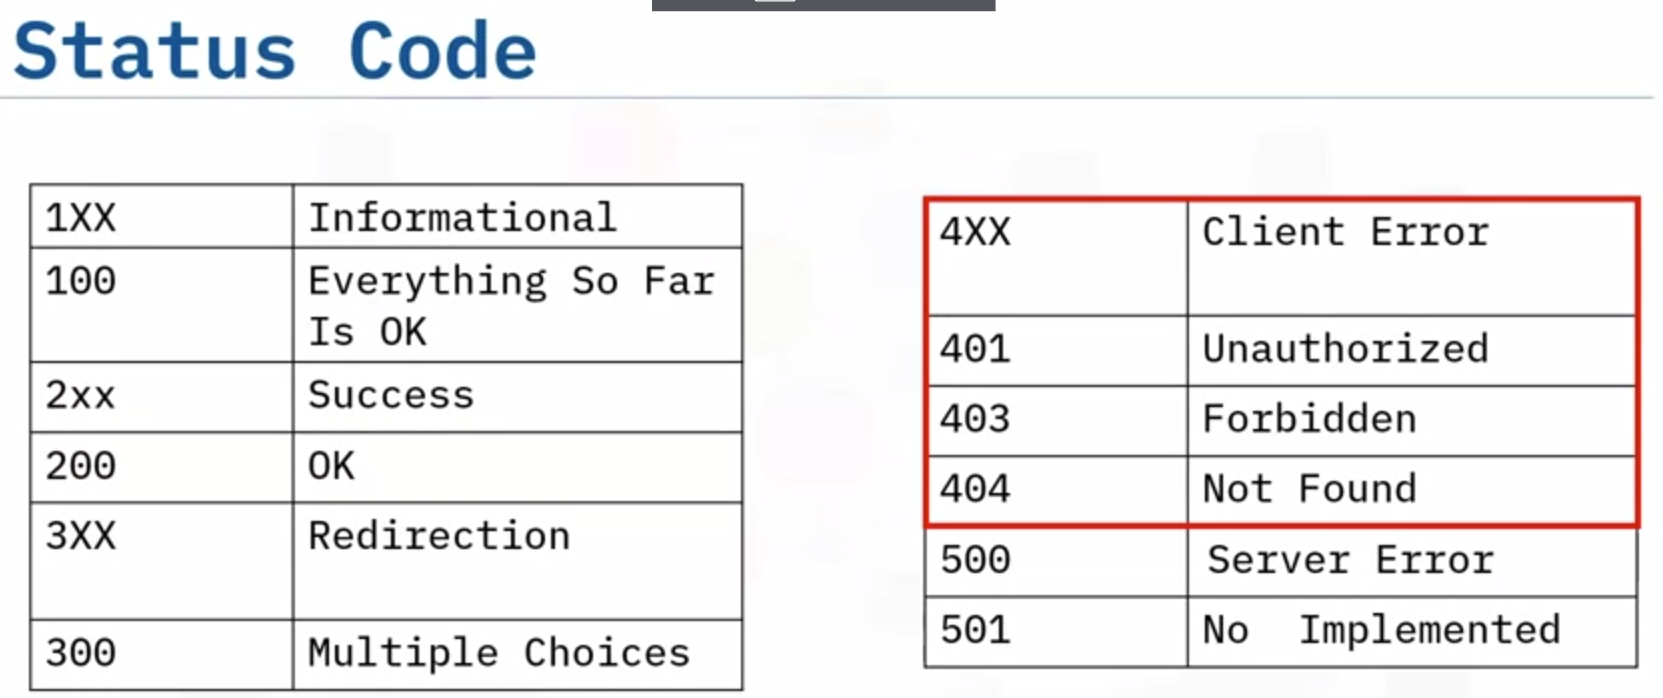 Status Code
1XX Informational
100 Everything So Far
Is OK
2xx Success
200 OK
3XX Redirection
300 Multiple Choices
4XX Client Error
401 Unauthorized
403 Forbidden
404 Not Found
500 Server Error
501 No Implemented